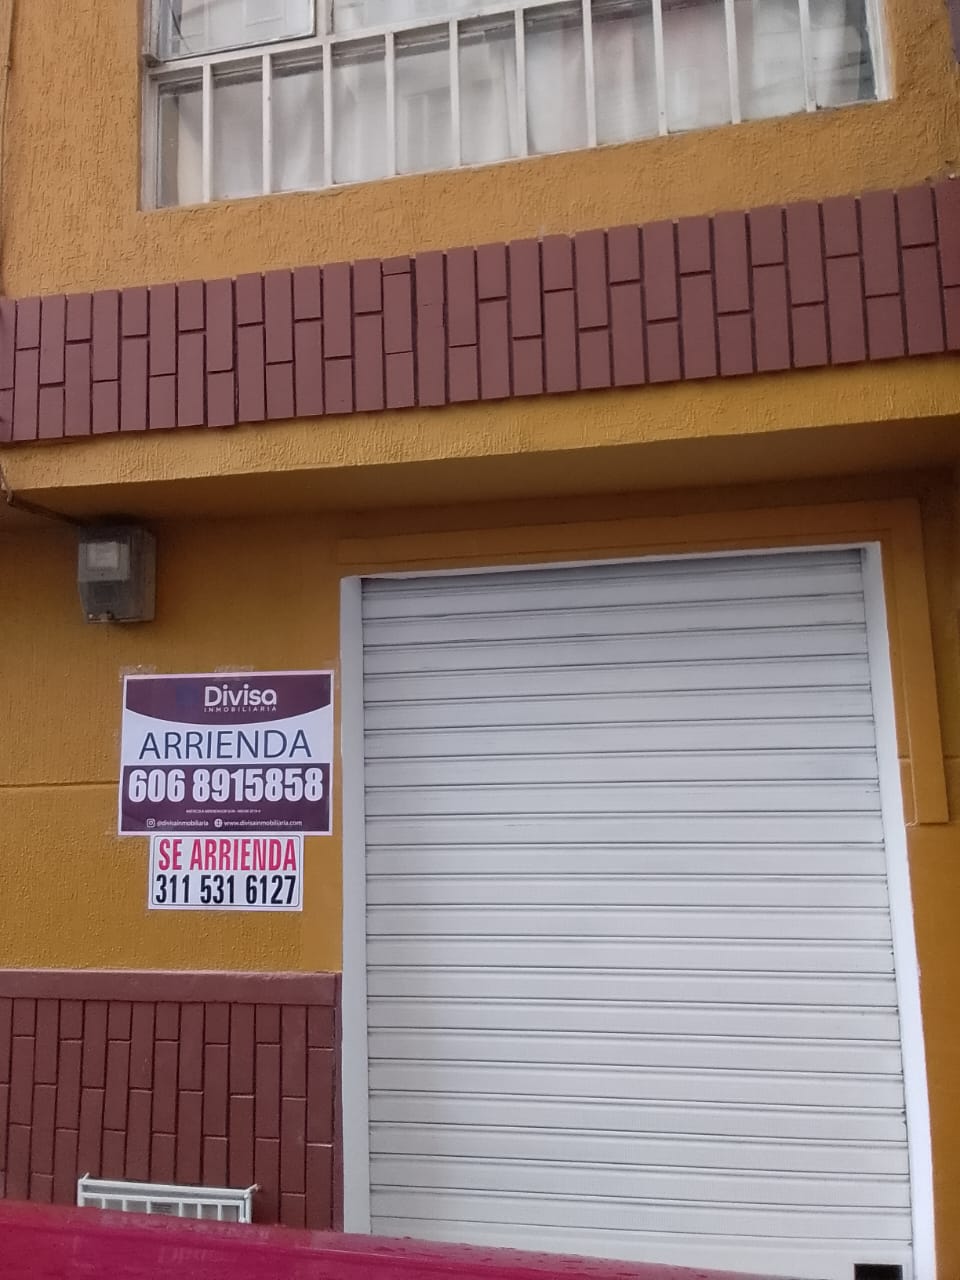 Divisa
INMOBILIARIA
ARRIENDA
606 8915858
@divisainmobiliaria www.divisainmobiliaria.com
SE ARRIENDA
311 531 6127